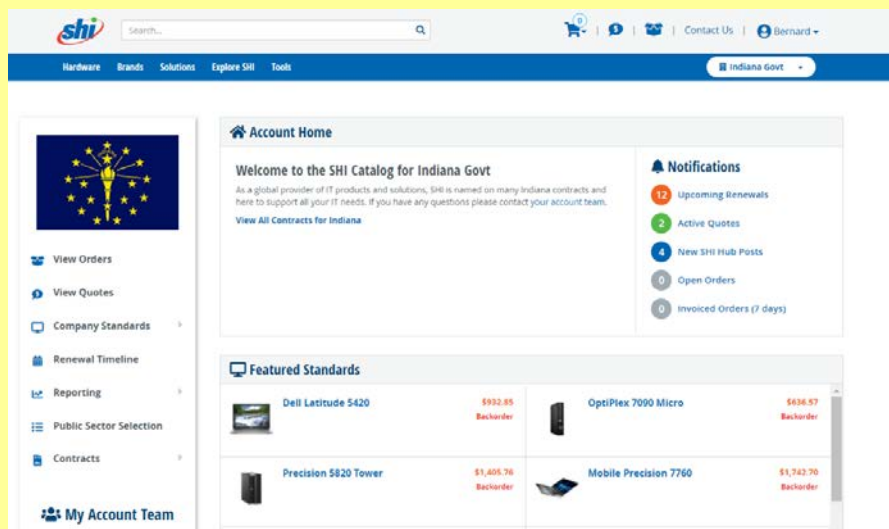 shi
Search...
0
Contact Us
Bernard
Hardware Brands Solutions Explore SHI Tools
Indiana Govt
View Orders
View Quotes
Company Standards
Renewal Timeline
Reporting
Public Sector Selection
Contracts
My Account Team
Account Home
Welcome to the SHI Catalog for Indiana Govt
As a global provider of IT products and solutions, SHI is named on many Indiana contracts and
here to support all your IT needs. If you have any questions please contact your account team.
View All Contracts for Indiana
Notifications
12 Upcoming Renewals
2 Active Quotes
4 New SHI Hub Posts
0 Open Orders
0 Invoiced Orders (7 days)
Featured Standards
Dell Latitude 5420 $932.85
Backorder
OptiPlex 7090 Micro $636.57
Backorder
Precision 5820 Tower $1,405.76
Backorder
Mobile Precision 7760 $1,742.70
Backorder